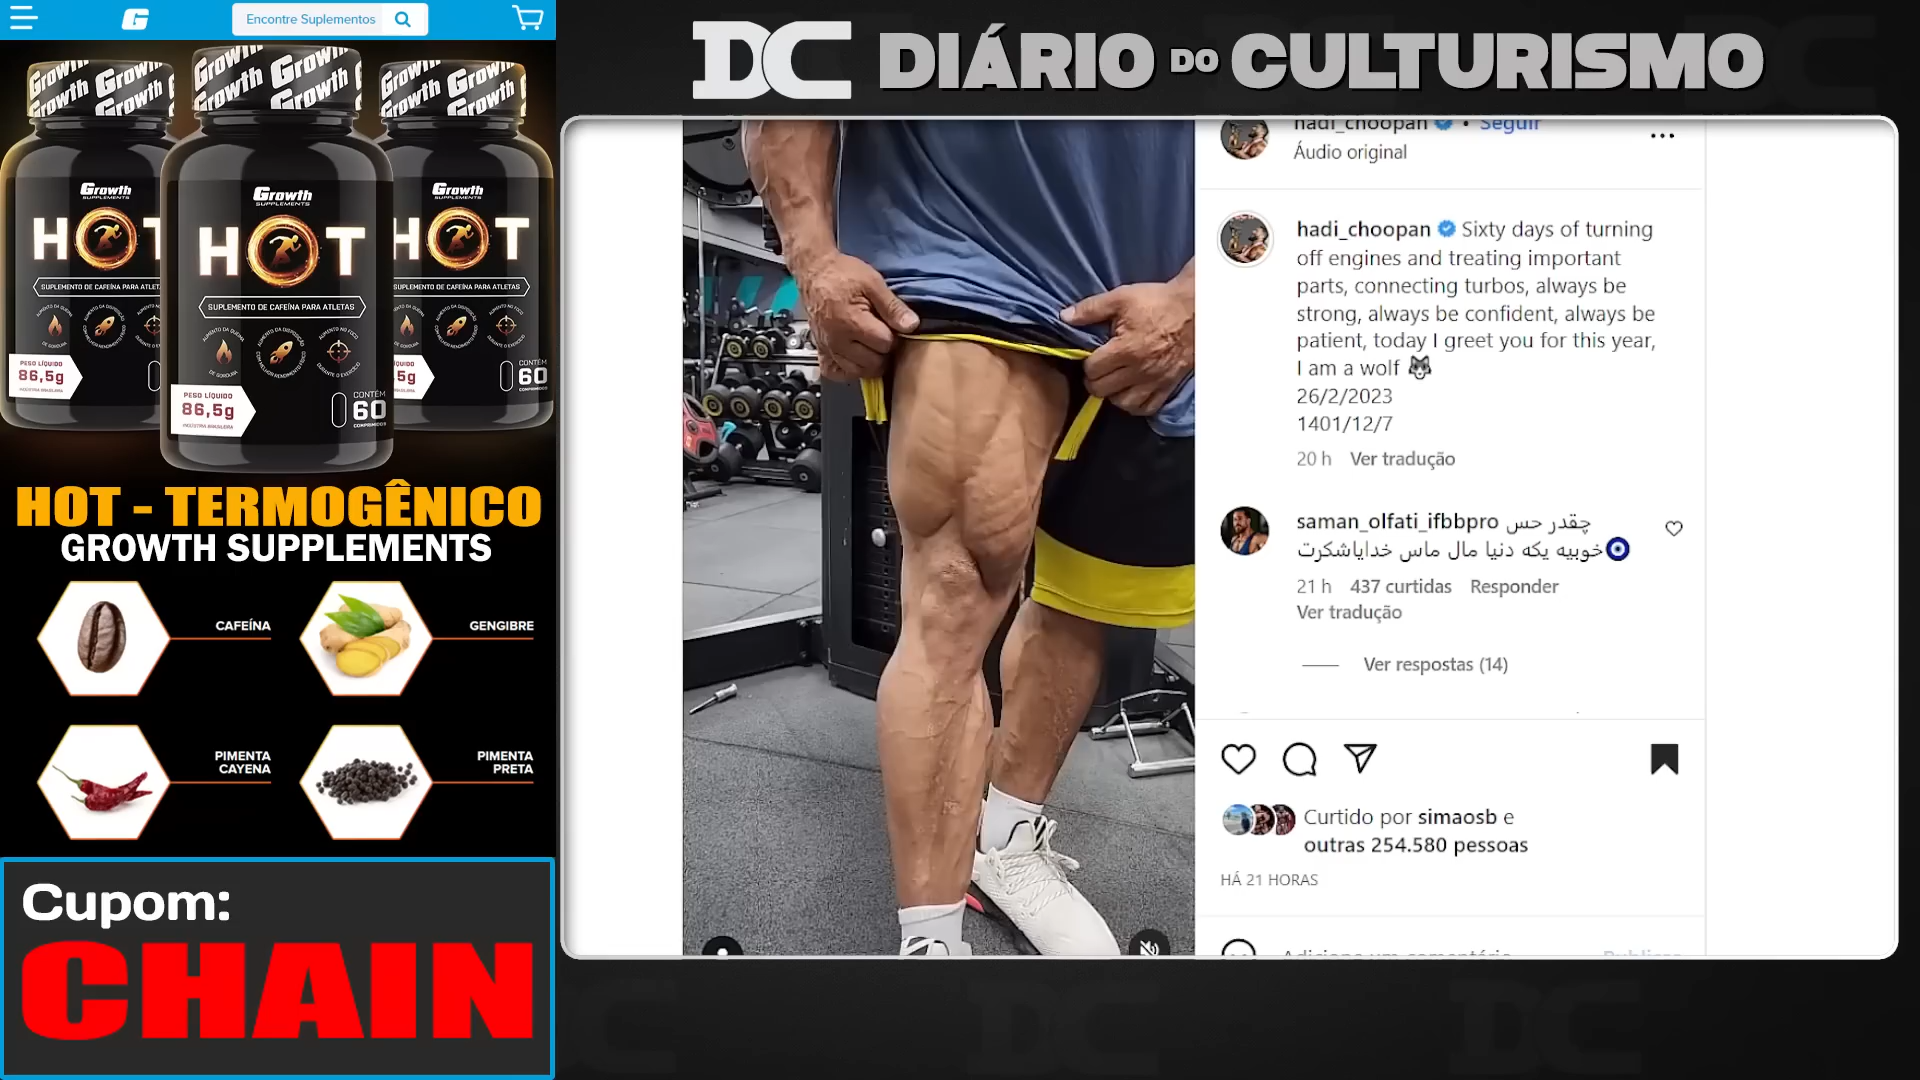 Encontre Suplementos
Growth
SUPPLEMENTS
HOT
SUPLEMENTO DE CAFEÍNA PARA ATLETAS
PESO LÍQUIDO
86,5g
INDÚSTRIA BRASILEIRA
CONTÉM
60
COMPRIMIDOS
HOT - TERMOGÊNICO
GROWTH SUPPLEMENTS
CAFEÍNA
GENGIBRE
PIMENTA
CAYENA
PIMENTA
PRETA
Cupom:
CHAIN
DC DIÁRIO DO CULTURISMO
hadi_choopan • Seguir
Áudio original
hadi_choopan Sixty days of turning
off engines and treating important
parts, connecting turbos, always be
strong, always be confident, always be
patient, today I greet you for this year,
I am a wolf 🐺
26/2/2023
1401/12/7
20 h Ver tradução
saman_olfati_ifbbpro چقدر حس
خوبیه یکه دنیا مال ماس خدایاشکرت🧿
21 h 437 curtidas Responder
Ver tradução
Ver respostas (14)
Curtido por simaosb e
outras 254.580 pessoas
HÁ 21 HORAS